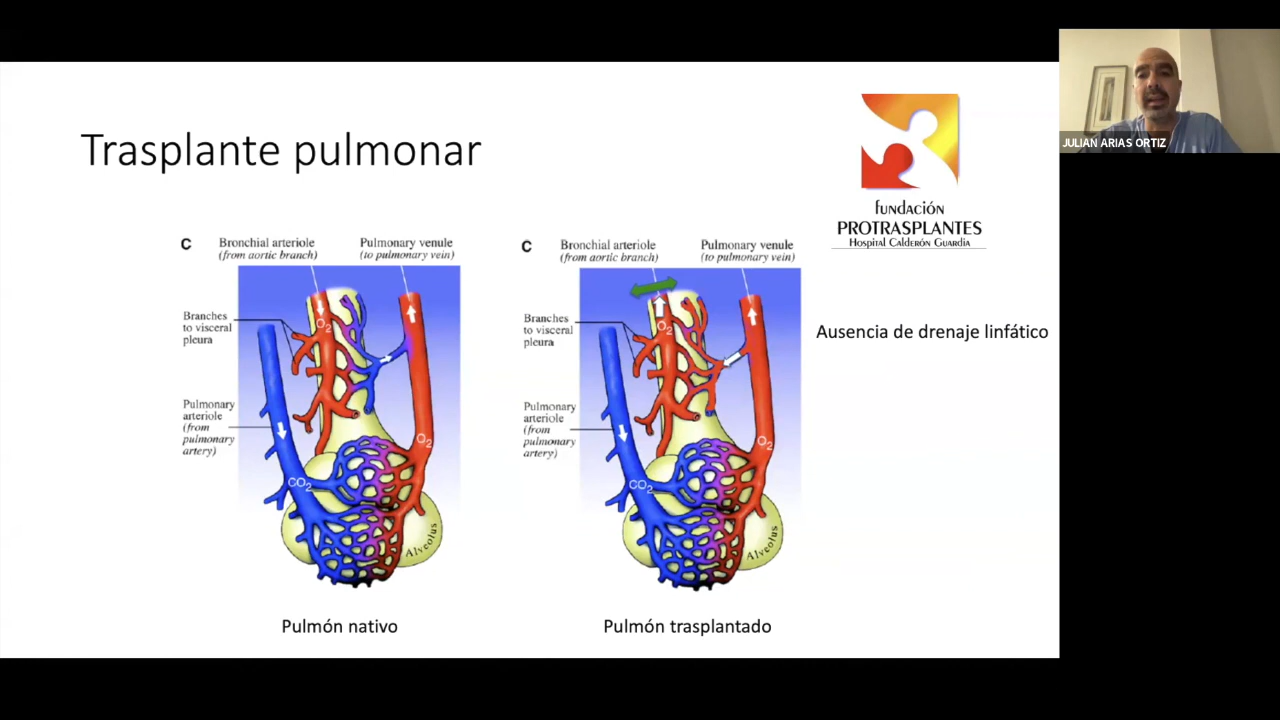 Trasplante pulmonar
fundación
PROTRASPLANTES
Hospital Calderón Guardia
JULIAN ARIAS ORTIZ
C
Bronchial arteriole
(from aortic branch)
Pulmonary venule
(to pulmonary vein)
Branches
to visceral
pleura
Pulmonary
arteriole
(from
pulmonary
artery)
O2
O2
CO2
Alveolus
Pulmón nativo
C
Bronchial arteriole
(from aortic branch)
Pulmonary venule
(to pulmonary vein)
Branches
to visceral
pleura
Pulmonary
arteriole
(from
pulmonary
artery)
O2
O2
CO2
Alveolus
Pulmón trasplantado
Ausencia de drenaje linfático